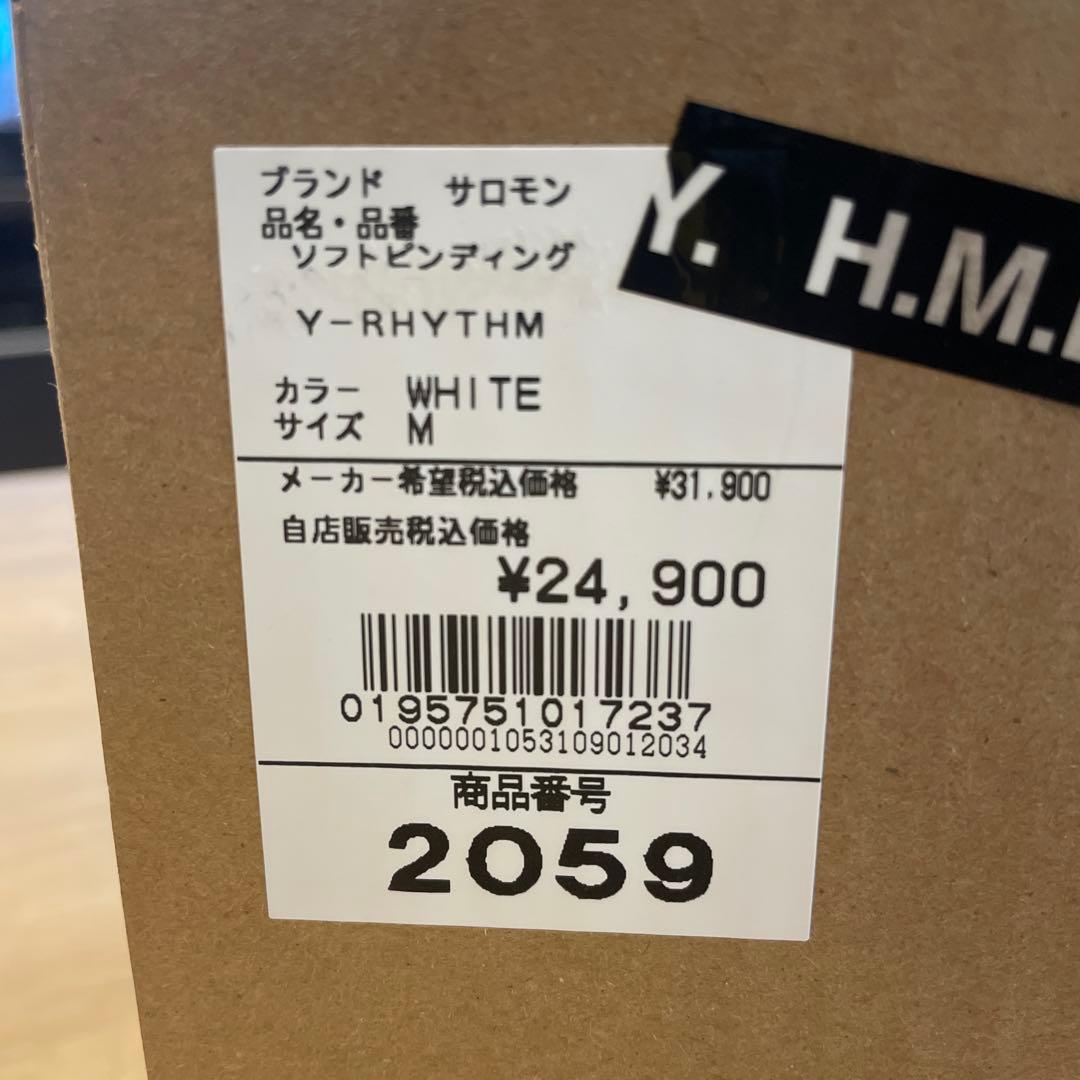 ブランド サロモン
品名・品番
ソフトビンディング
Y-RHYTHM
カラー WHITE
サイズ M
メーカー希望税込価格 ¥31,900
自店販売税込価格
¥24,900
0195751017237
0000001053109012034
商品番号
2059
Y. H.M.